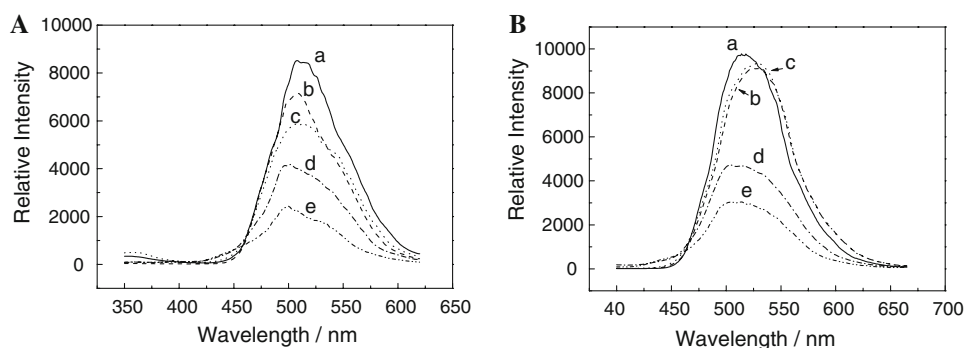 A
Relative Intensity
10000
8000
6000
4000
2000
0
a
b
c
d
e
350 400 450 500 550 600 650
Wavelength / nm
B
Relative Intensity
10000
8000
6000
4000
2000
0
a
c
b
d
e
400 450 500 550 600 650 700
Wavelength / nm